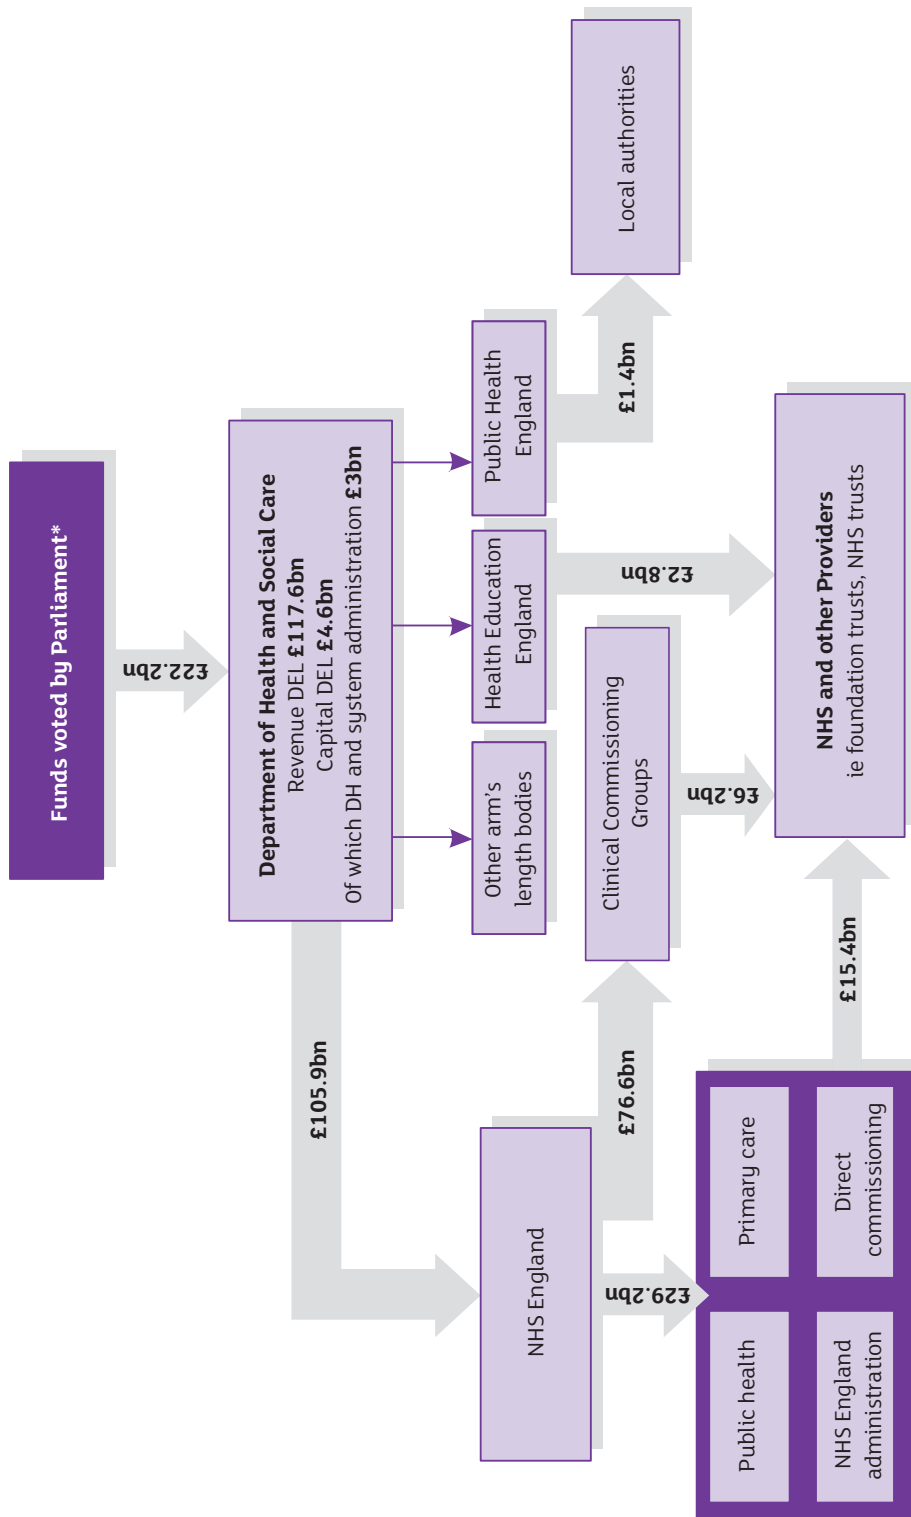 Funds voted by Parliament*
£22.2bn
Department of Health and Social Care
Revenue DEL £117.6bn
Capital DEL £4.6bn
Of which DH and system administration £3bn
£105.9bn
Other arm's
length bodies
Health Education
England
Public Health
England
NHS England
£76.6bn
Clinical Commissioning
Groups
£2.8bn
£1.4bn
Local authorities
£29.2bn
£6.2bn
Public health
Primary care
NHS England
administration
Direct
commissioning
£15.4bn
NHS and other Providers
ie foundation trusts, NHS trusts